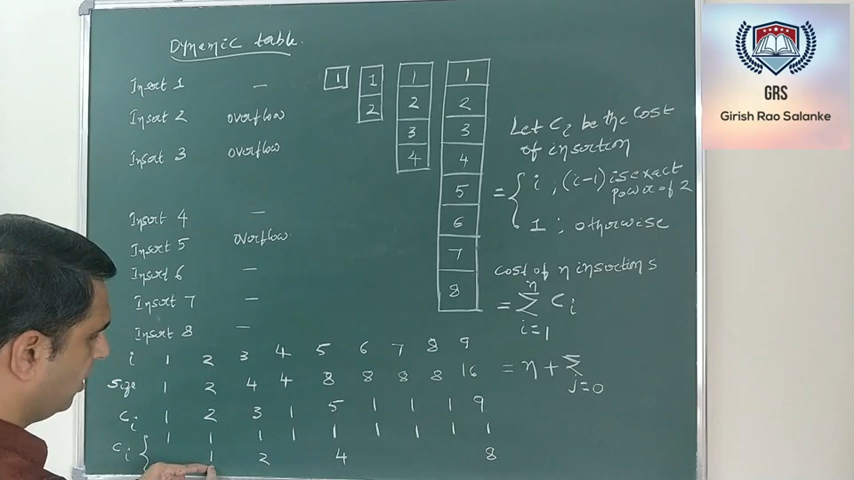 Dynamic table.
Insert 1 —
Insert 2 overflow
Insert 3 overflow
Insert 4 —
Insert 5 overflow
Insert 6 —
Insert 7 —
Insert 8 —
1
1
2
1
2
3
4
1
2
3
4
5
6
7
8
Let Ci be the cost
of insertion
= { i ; (i-1) is exact
power of 2
1 ; otherwise
cost of n insertions
= n∑i=1 Ci
= n + ∑j=0
i 1 2 3 4 5 6 7 8 9
Size 1 2 4 4 8 8 8 8 16
Ci 1 2 3 1 5 1 1 1 9
Ci { 1 1 1 1 1 1 1 1 1
1 2 4 8
GRS
Girish Rao Salanke